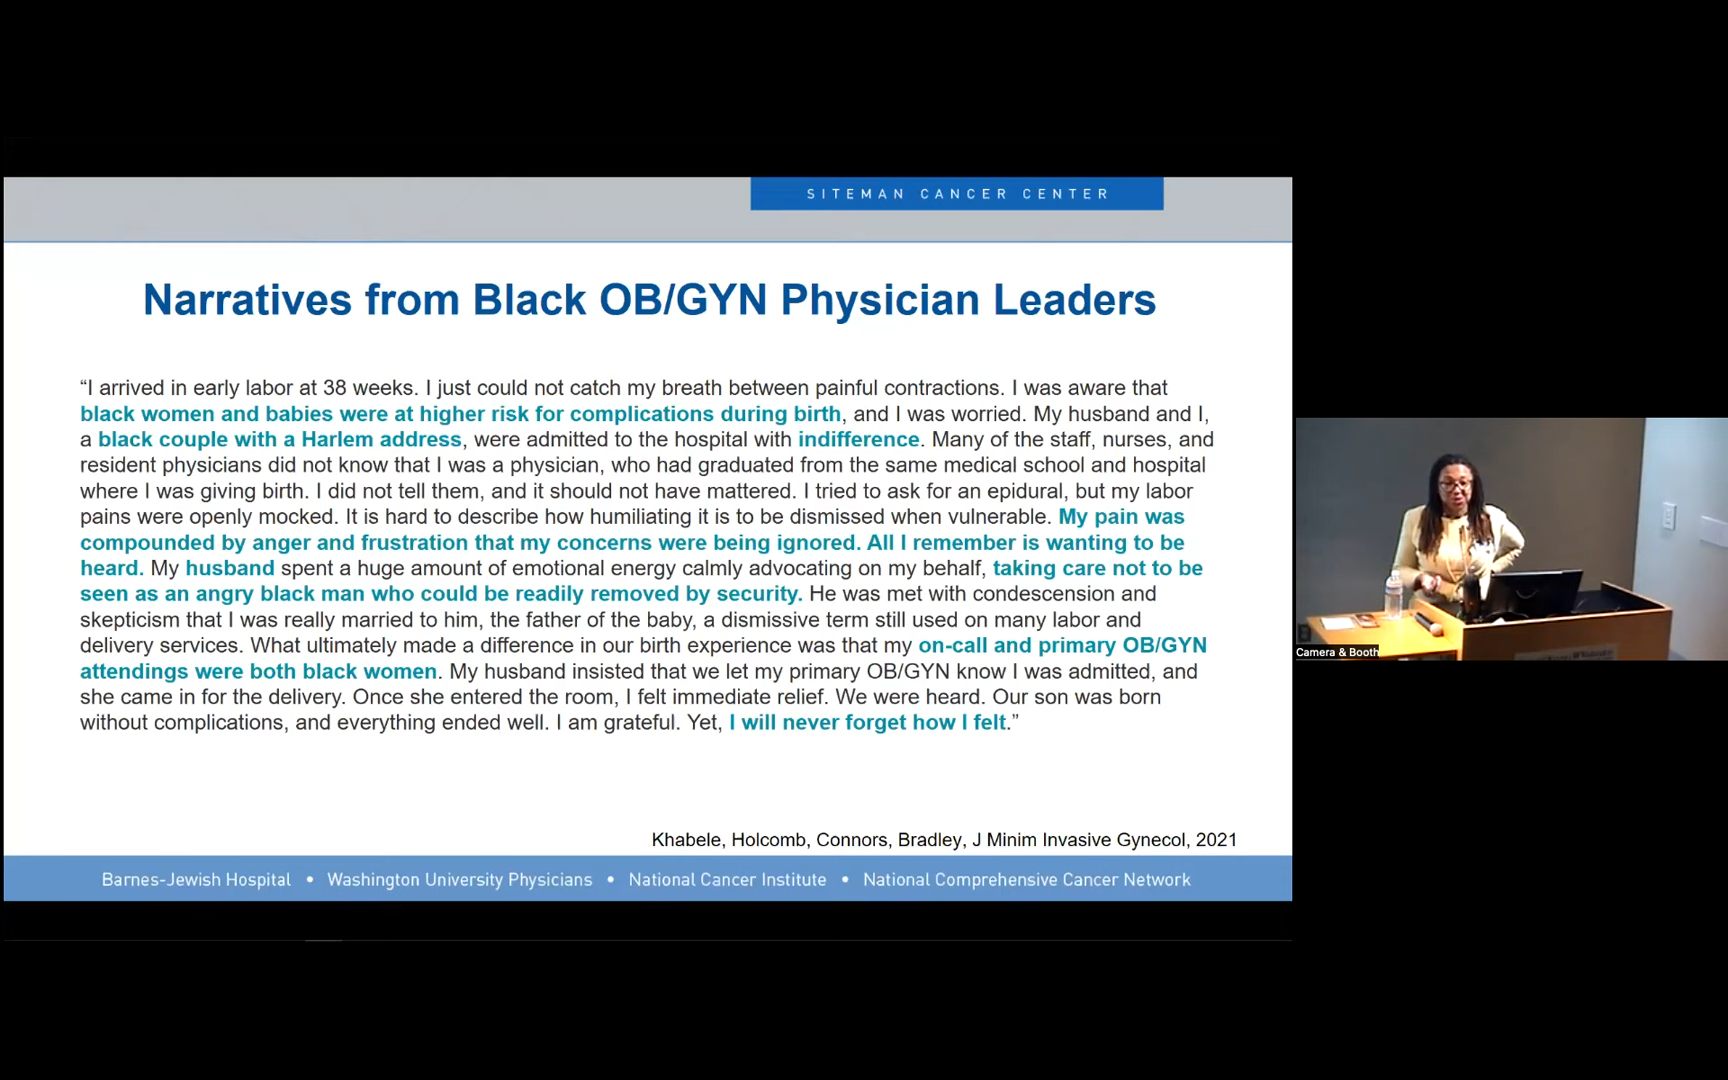 SITEMAN CANCER CENTER
Narratives from Black OB/GYN Physician Leaders
“I arrived in early labor at 38 weeks. I just could not catch my breath between painful contractions. I was aware that
black women and babies were at higher risk for complications during birth, and I was worried. My husband and I,
a black couple with a Harlem address, were admitted to the hospital with indifference. Many of the staff, nurses, and
resident physicians did not know that I was a physician, who had graduated from the same medical school and hospital
where I was giving birth. I did not tell them, and it should not have mattered. I tried to ask for an epidural, but my labor
pains were openly mocked. It is hard to describe how humiliating it is to be dismissed when vulnerable. My pain was
compounded by anger and frustration that my concerns were being ignored. All I remember is wanting to be
heard. My husband spent a huge amount of emotional energy calmly advocating on my behalf, taking care not to be
seen as an angry black man who could be readily removed by security. He was met with condescension and
skepticism that I was really married to him, the father of the baby, a dismissive term still used on many labor and
delivery services. What ultimately made a difference in our birth experience was that my on-call and primary OB/GYN
attendings were both black women. My husband insisted that we let my primary OB/GYN know I was admitted, and
she came in for the delivery. Once she entered the room, I felt immediate relief. We were heard. Our son was born
without complications, and everything ended well. I am grateful. Yet, I will never forget how I felt.”
Khabele, Holcomb, Connors, Bradley, J Minim Invasive Gynecol, 2021
Barnes-Jewish Hospital • Washington University Physicians • National Cancer Institute • National Comprehensive Cancer Network
Camera & Booth